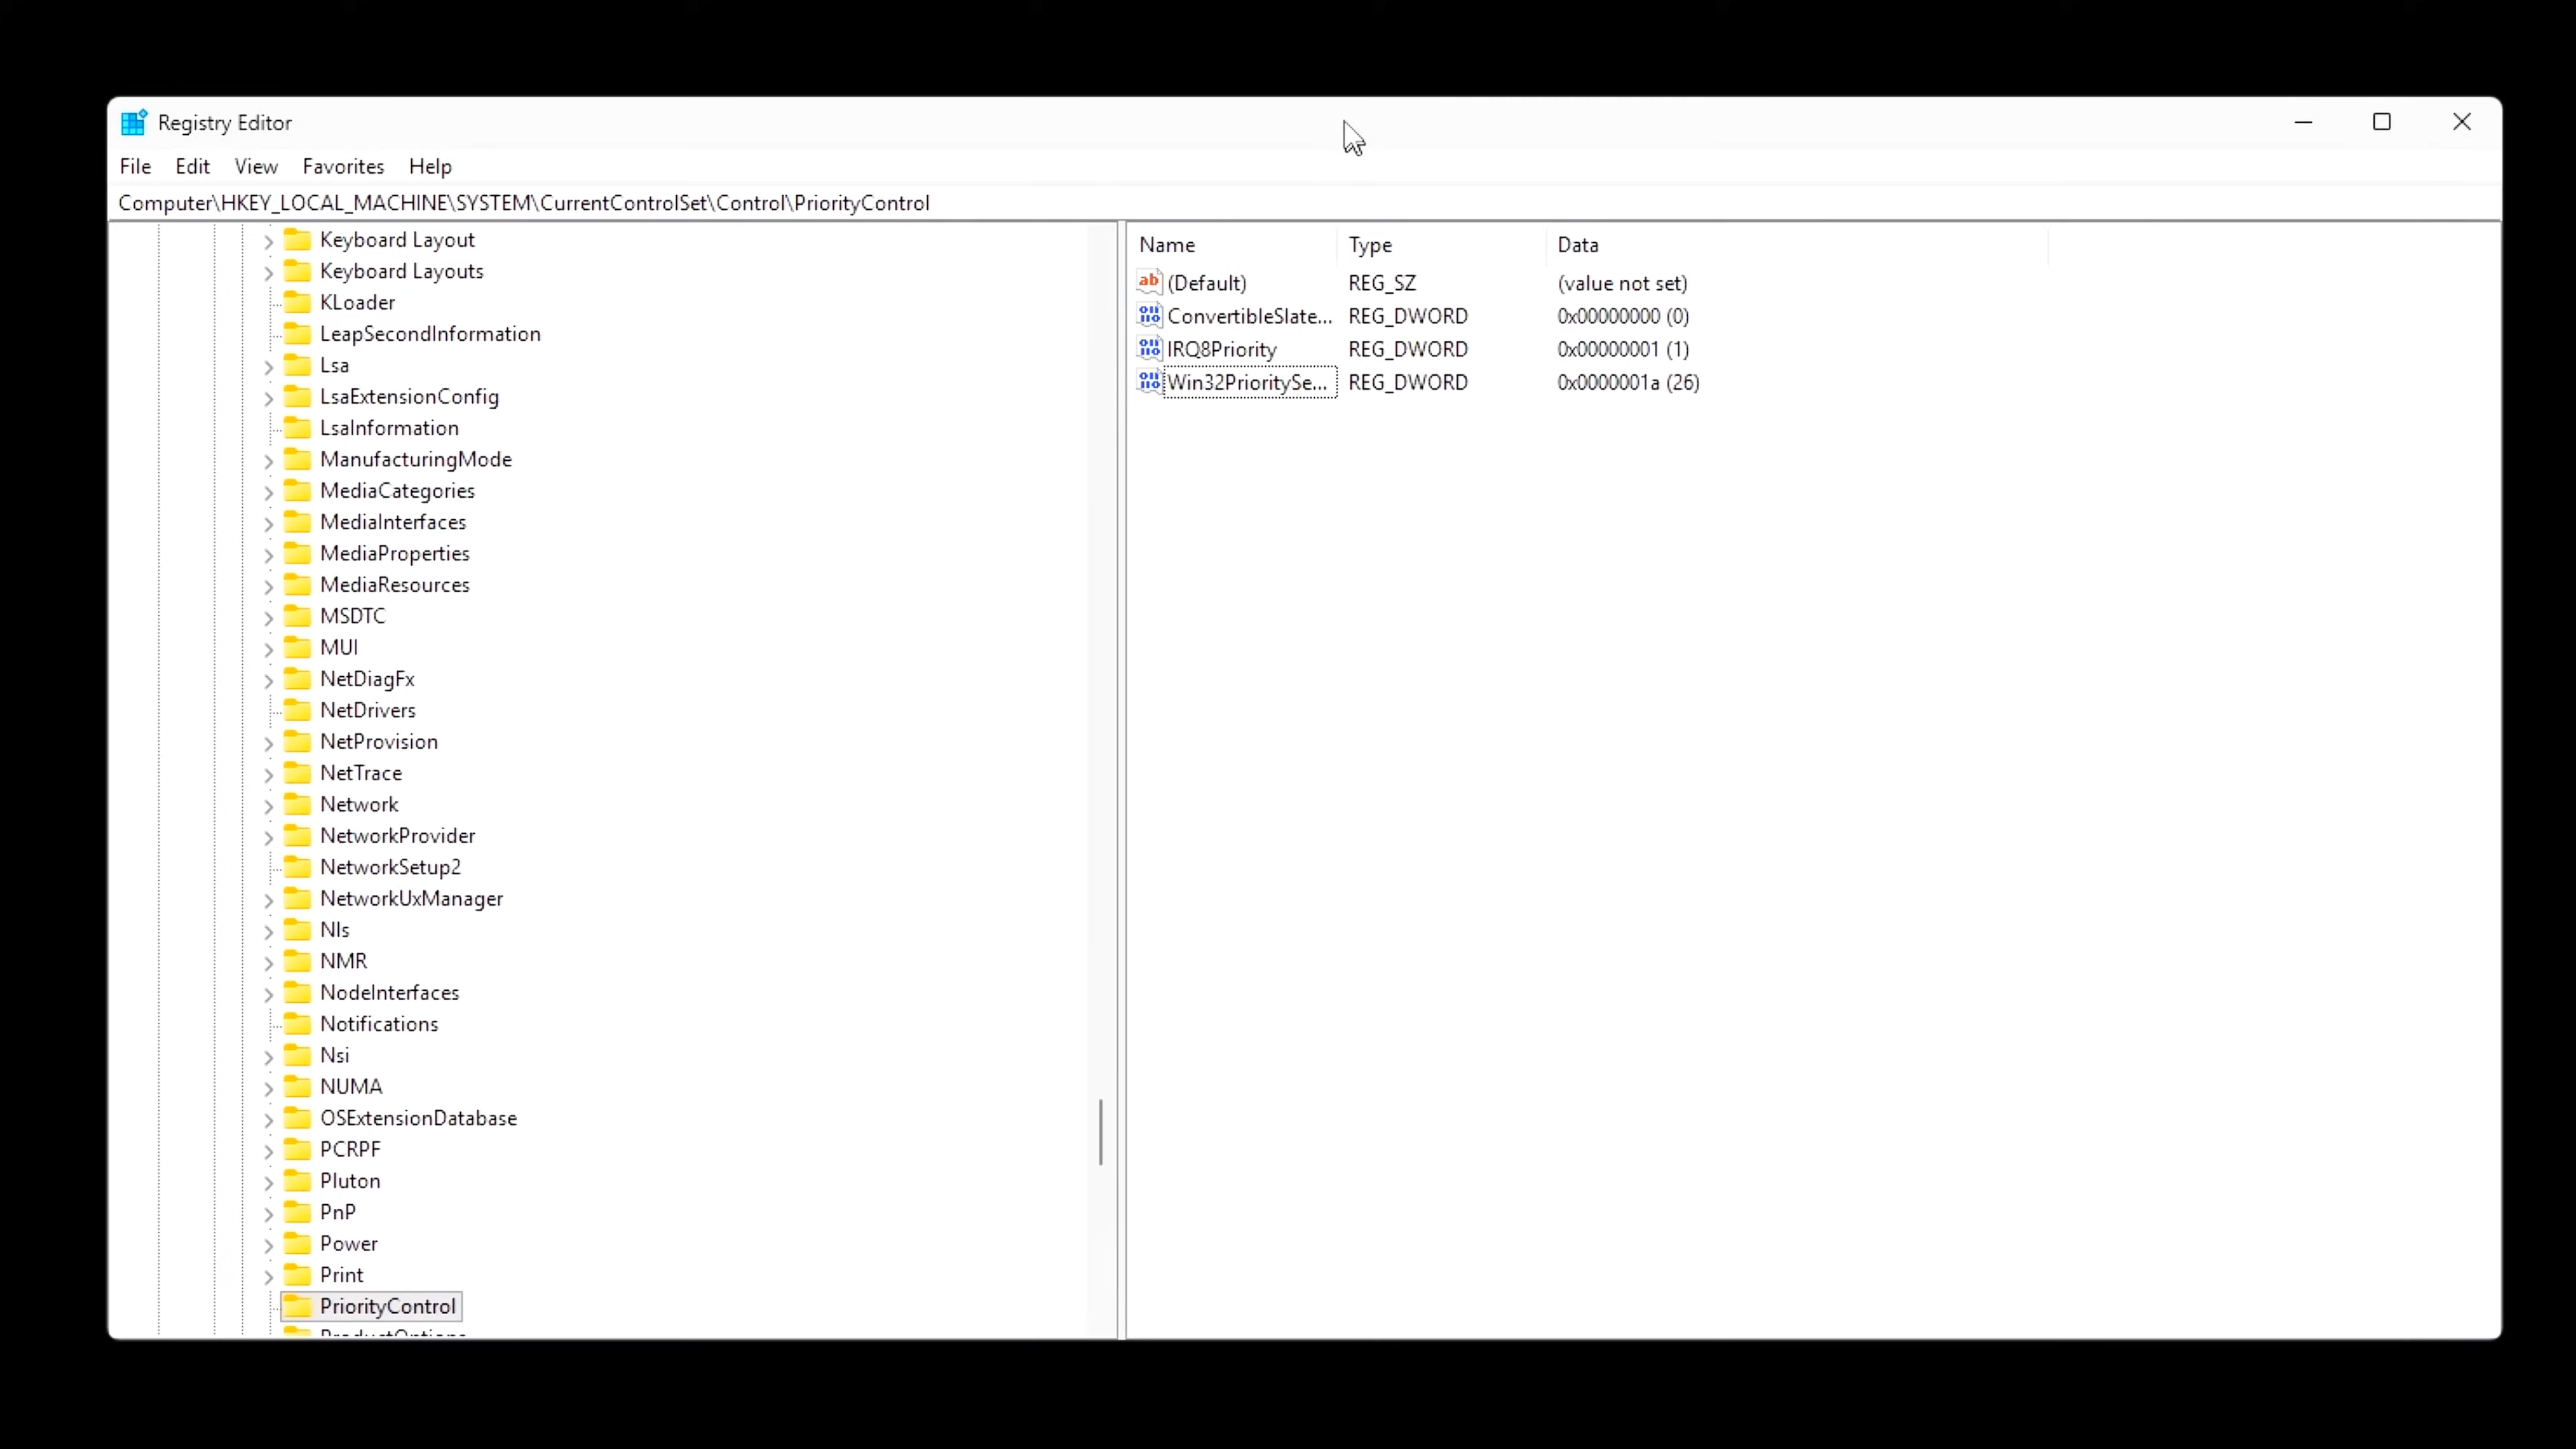 Registry Editor
File Edit View Favorites Help
Computer\HKEY_LOCAL_MACHINE\SYSTEM\CurrentControlSet\Control\PriorityControl
Keyboard Layout
Keyboard Layouts
KLoader
LeapSecondInformation
Lsa
LsaExtensionConfig
LsaInformation
ManufacturingMode
MediaCategories
MediaInterfaces
MediaProperties
MediaResources
MSDTC
MUI
NetDiagFx
NetDrivers
NetProvision
NetTrace
Network
NetworkProvider
NetworkSetup2
NetworkUxManager
Nls
NMR
NodeInterfaces
Notifications
Nsi
NUMA
OSExtensionDatabase
PCRPF
Pluton
PnP
Power
Print
PriorityControl
ProductOptions
Name Type Data
(Default) REG_SZ (value not set)
ConvertibleSlate... REG_DWORD 0x00000000 (0)
IRQ8Priority REG_DWORD 0x00000001 (1)
Win32PrioritySe... REG_DWORD 0x0000001a (26)